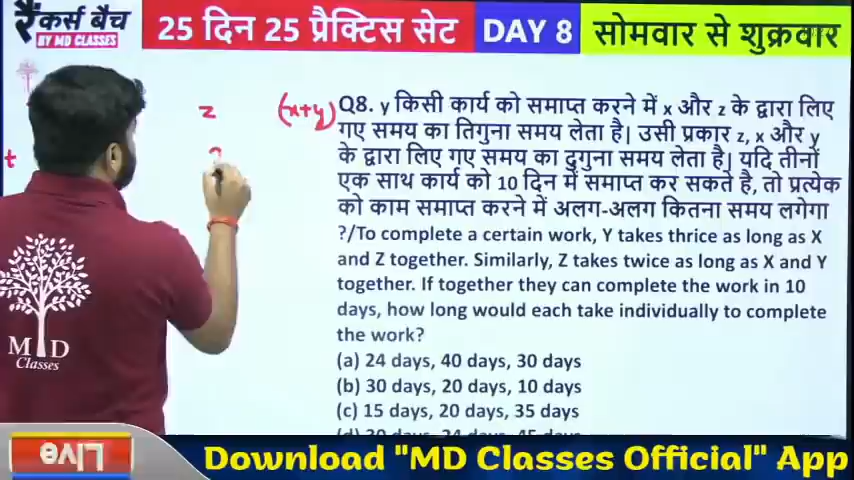 रैंकर्स बैच
BY MD CLASSES
25 दिन 25 प्रैक्टिस सेट
DAY 8
सोमवार से शुक्रवार
z (x+y)
t
Q8. y किसी कार्य को समाप्त करने में x और z के द्वारा लिए
गए समय का तिगुना समय लेता है। उसी प्रकार z, x और y
के द्वारा लिए गए समय का दुगुना समय लेता है। यदि तीनों
एक साथ कार्य को 10 दिन में समाप्त कर सकते है, तो प्रत्येक
को काम समाप्त करने में अलग-अलग कितना समय लगेगा
?/To complete a certain work, Y takes thrice as long as X
and Z together. Similarly, Z takes twice as long as X and Y
together. If together they can complete the work in 10
days, how long would each take individually to complete
the work?
(a) 24 days, 40 days, 30 days
(b) 30 days, 20 days, 10 days
(c) 15 days, 20 days, 35 days
MD
Classes
Live
Download "MD Classes Official" App